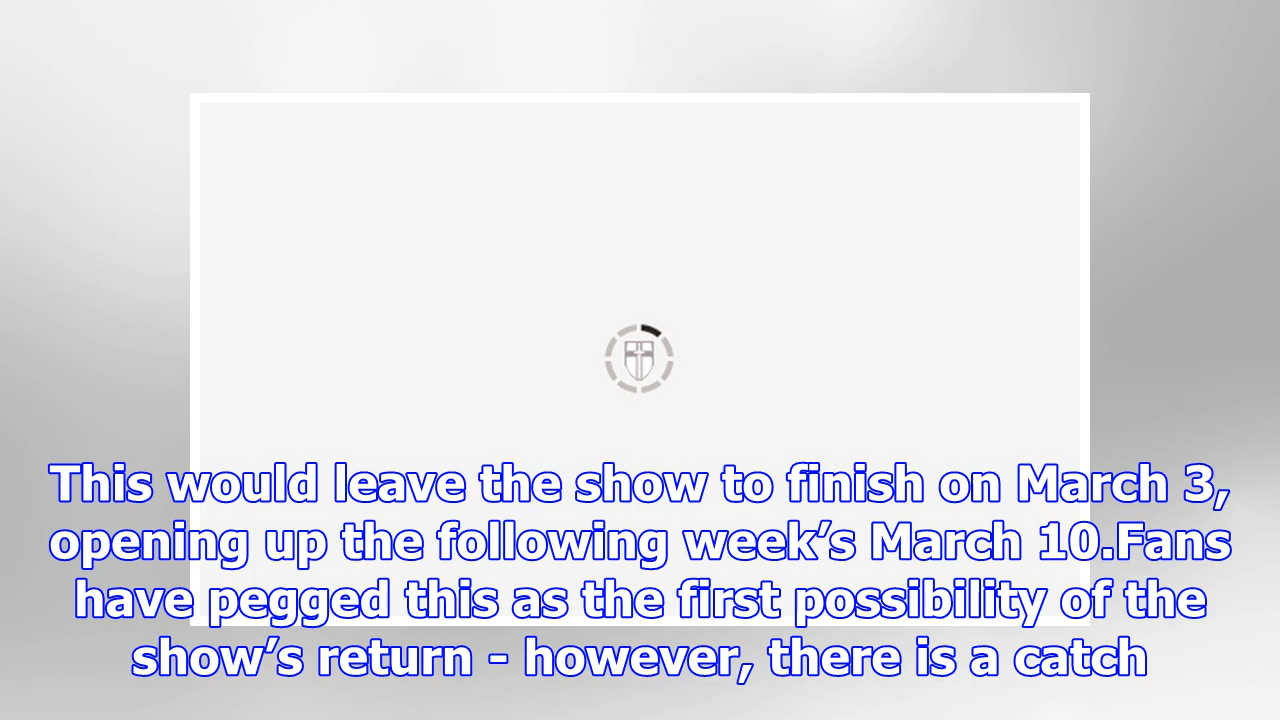 This would leave the show to finish on March 3,
opening up the following week’s March 10.Fans
have pegged this as the first possibility of the
show’s return - however, there is a catch